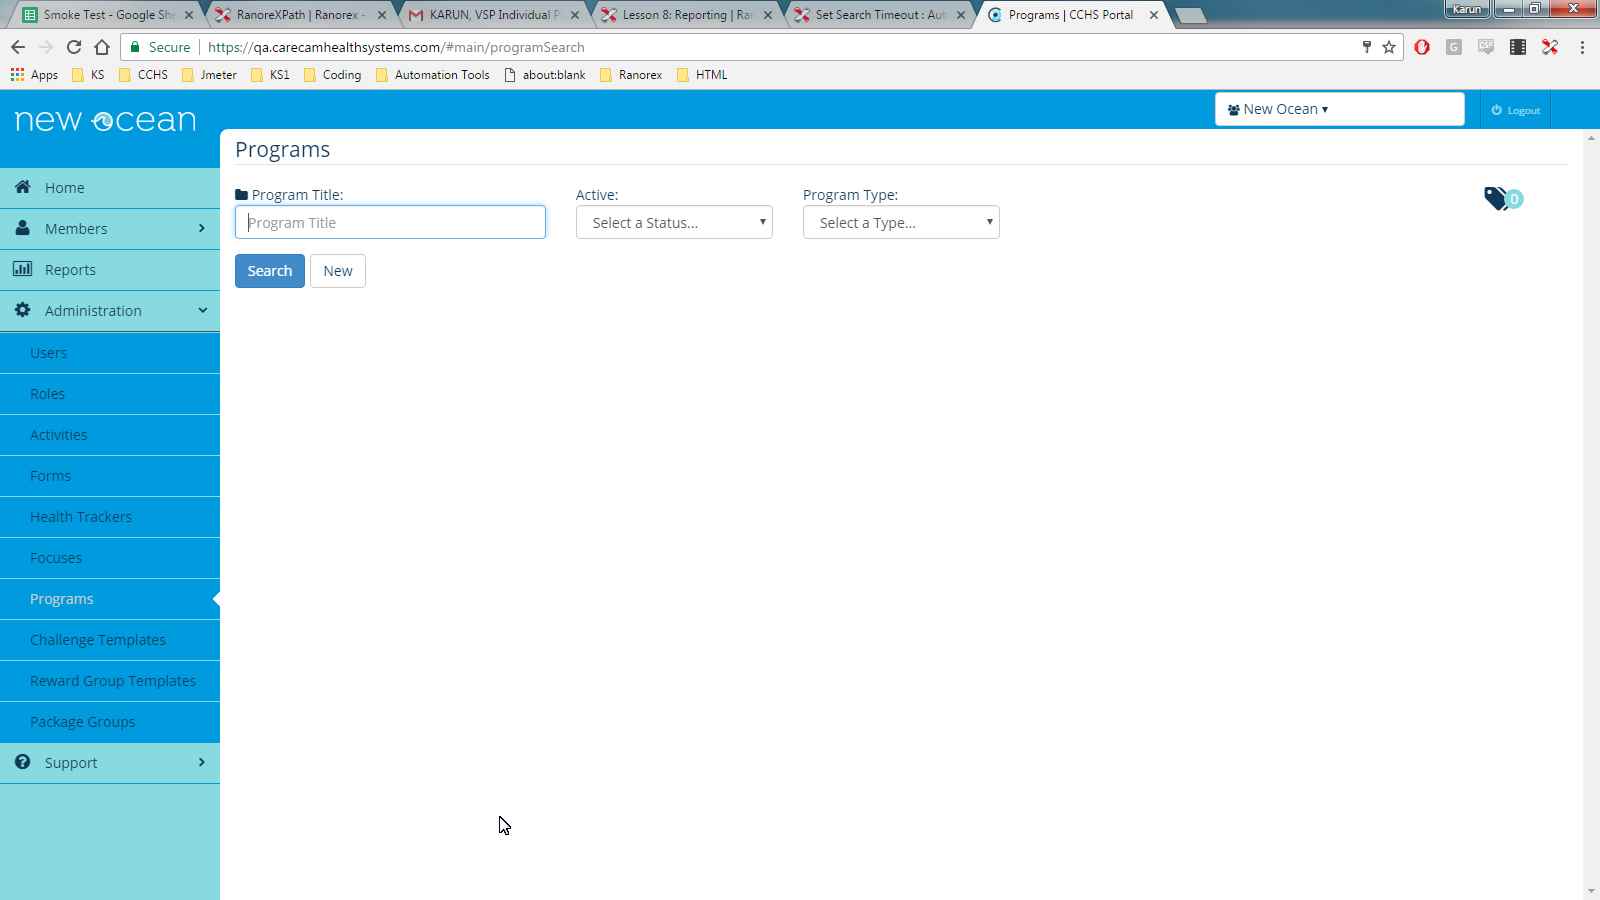 Smoke Test - Google She
RanoreXPath | Ranorex -
KARUN, VSP Individual P
Lesson 8: Reporting | Ra
Set Search Timeout : Aut
Programs | CCHS Portal
Karun
Secure
https://qa.carecamhealthsystems.com/#main/programSearch
Apps
KS
CCHS
Jmeter
KS1
Coding
Automation Tools
about:blank
Ranorex
HTML
new ocean
New Ocean
Logout
Home
Members
Reports
Administration
Users
Roles
Activities
Forms
Health Trackers
Focuses
Programs
Challenge Templates
Reward Group Templates
Package Groups
Support
Programs
Program Title:
Active:
Program Type:
Program Title
Select a Status...
Select a Type...
0
Search
New